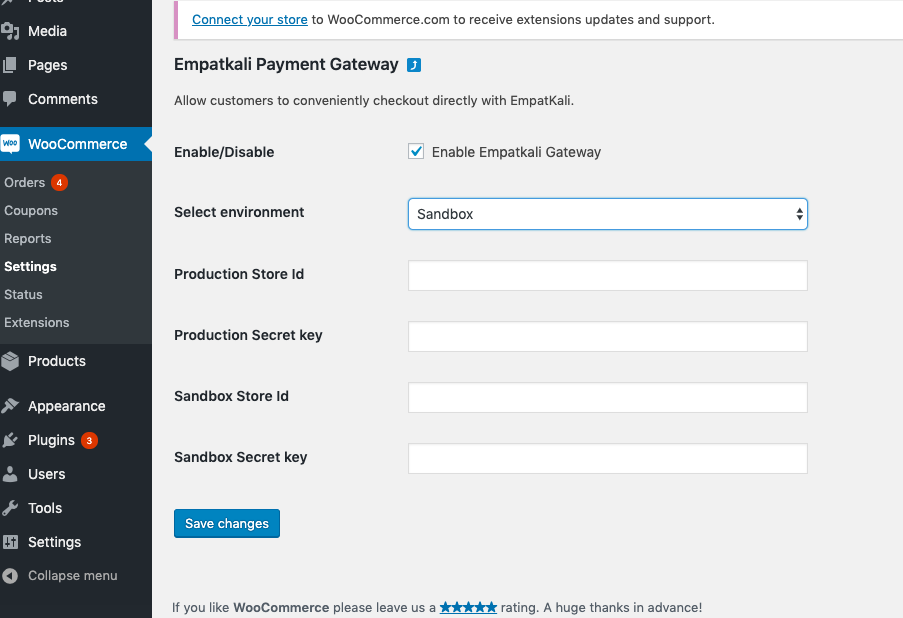 Posts
Media
Pages
Comments
WOO WooCommerce
Orders 4
Coupons
Reports
Settings
Status
Extensions
Products
Appearance
Plugins 3
Users
Tools
Settings
Collapse menu
Connect your store to WooCommerce.com to receive extensions updates and support.
Empatkali Payment Gateway
Allow customers to conveniently checkout directly with EmpatKali.
Enable/Disable
Enable Empatkali Gateway
Select environment
Sandbox
Production Store Id
Production Secret key
Sandbox Store Id
Sandbox Secret key
Save changes
If you like WooCommerce please leave us a ★★★★★ rating. A huge thanks in advance!